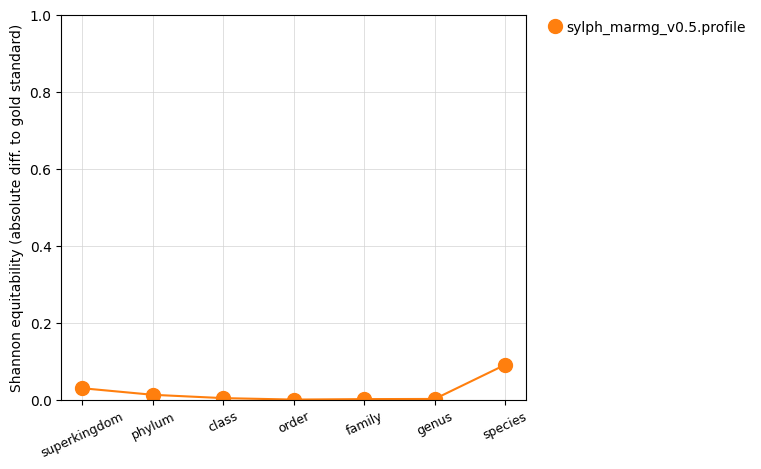 sylph_marmg_v0.5.profile
Shannon equitability (absolute diff. to gold standard)
1.0
0.8
0.6
0.4
0.2
0.0
superkingdom phylum class order family genus species